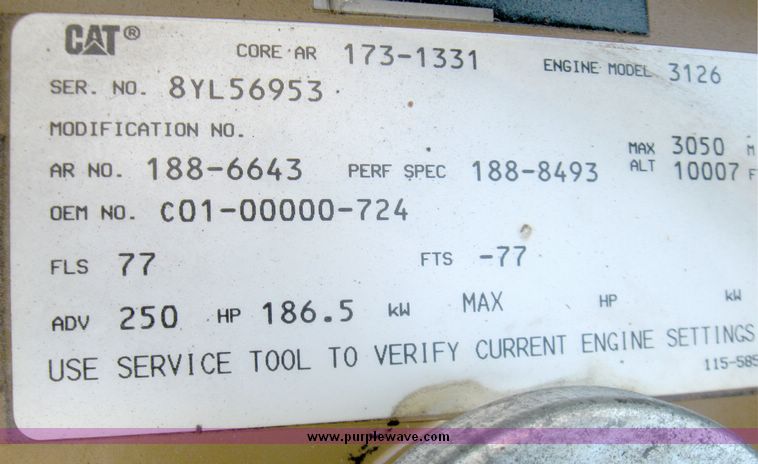 CAT® CORE AR 173-1331 ENGINE MODEL 3126
SER. NO. 8YL56953
MODIFICATION NO.
AR NO. 188-6643 PERF SPEC 188-8493 MAX ALT 3050 M
10007 F
OEM NO. C01-00000-724
FLS 77 FTS -77
ADV 250 HP 186.5 kW MAX HP kW
USE SERVICE TOOL TO VERIFY CURRENT ENGINE SETTINGS
115-585
www.purplewave.com